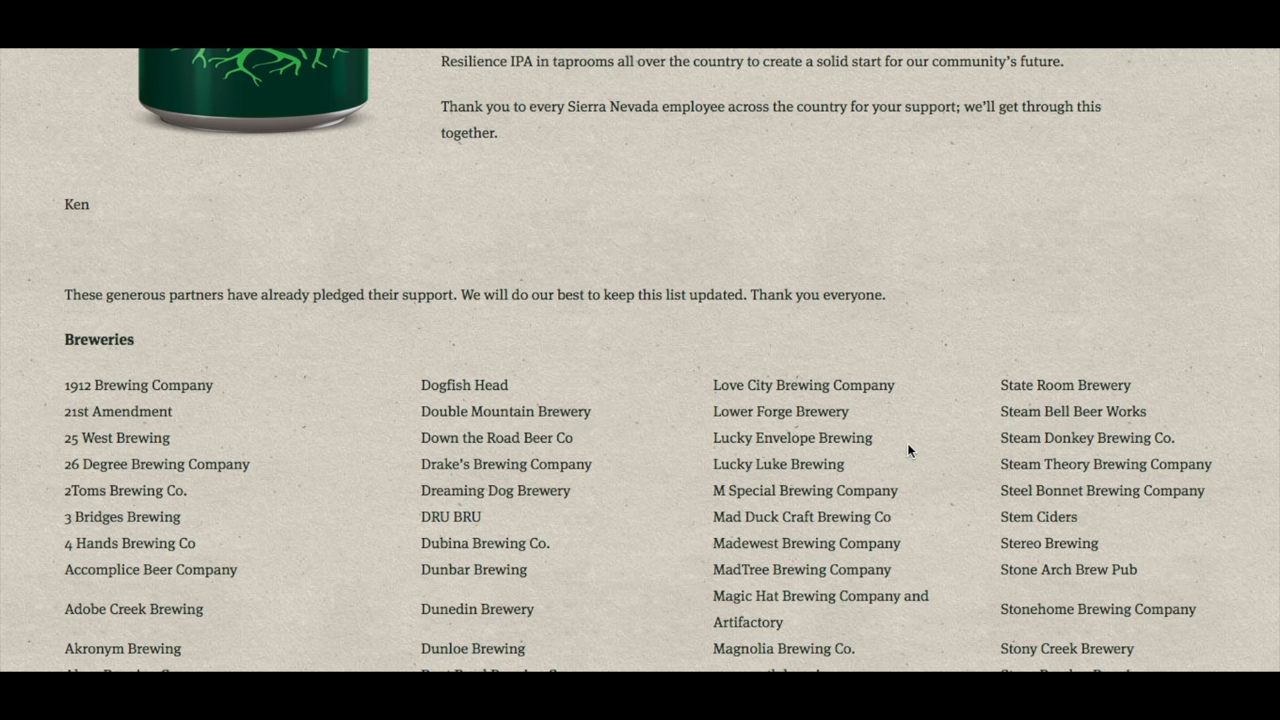 Resilience IPA in taprooms all over the country to create a solid start for our community's future.
Thank you to every Sierra Nevada employee across the country for your support; we'll get through this
together.
Ken
These generous partners have already pledged their support. We will do our best to keep this list updated. Thank you everyone.
Breweries
1912 Brewing Company Dogfish Head Love City Brewing Company State Room Brewery
21st Amendment Double Mountain Brewery Lower Forge Brewery Steam Bell Beer Works
25 West Brewing Down the Road Beer Co Lucky Envelope Brewing Steam Donkey Brewing Co.
26 Degree Brewing Company Drake's Brewing Company Lucky Luke Brewing Steam Theory Brewing Company
2Toms Brewing Co. Dreaming Dog Brewery M Special Brewing Company Steel Bonnet Brewing Company
3 Bridges Brewing DRU BRU Mad Duck Craft Brewing Co Stem Ciders
4 Hands Brewing Co Dubina Brewing Co. Madewest Brewing Company Stereo Brewing
Accomplice Beer Company Dunbar Brewing MadTree Brewing Company Stone Arch Brew Pub
Adobe Creek Brewing Dunedin Brewery Magic Hat Brewing Company and Stonehome Brewing Company
Artifactory
Akronym Brewing Dunloe Brewing Magnolia Brewing Co. Stony Creek Brewery